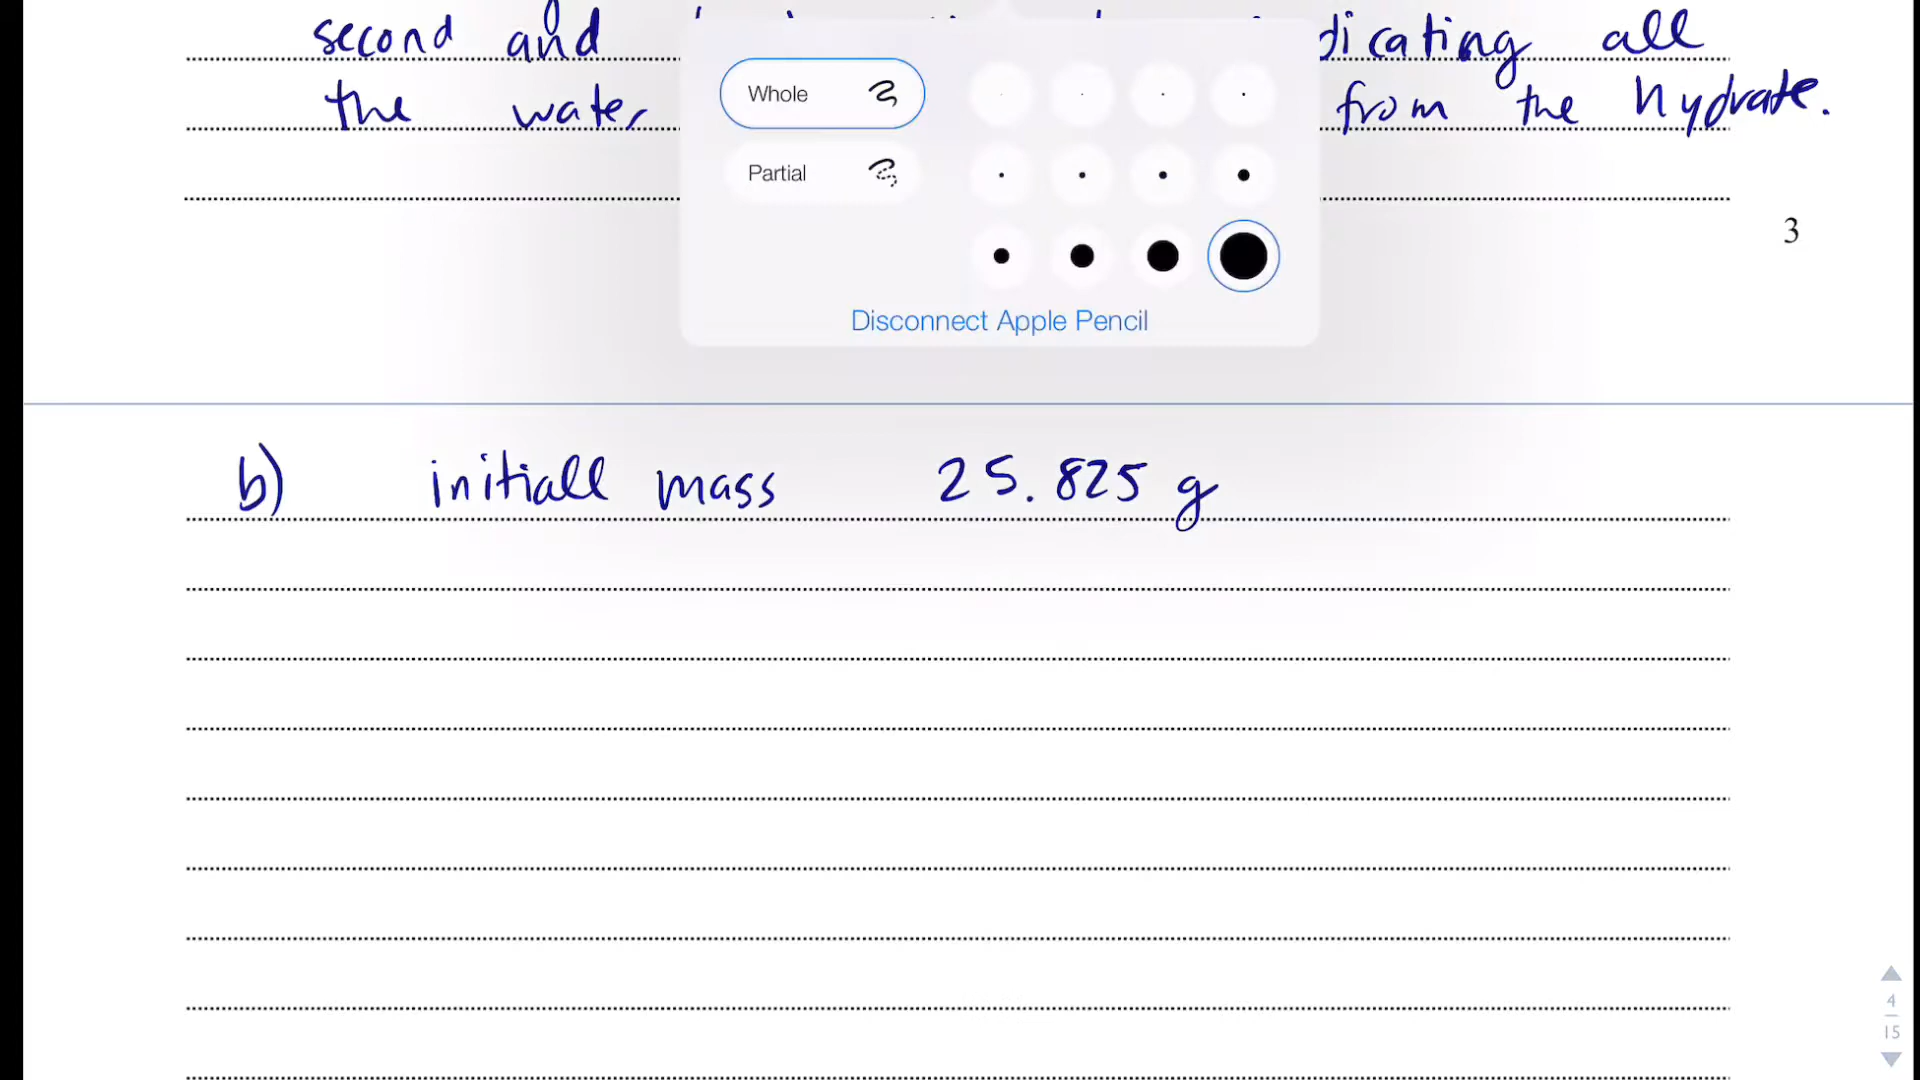 second and dicating all
Whole
the water from the hydrate.
Partial
3
Disconnect Apple Pencil
b) initiall mass 25.825 g
4
15